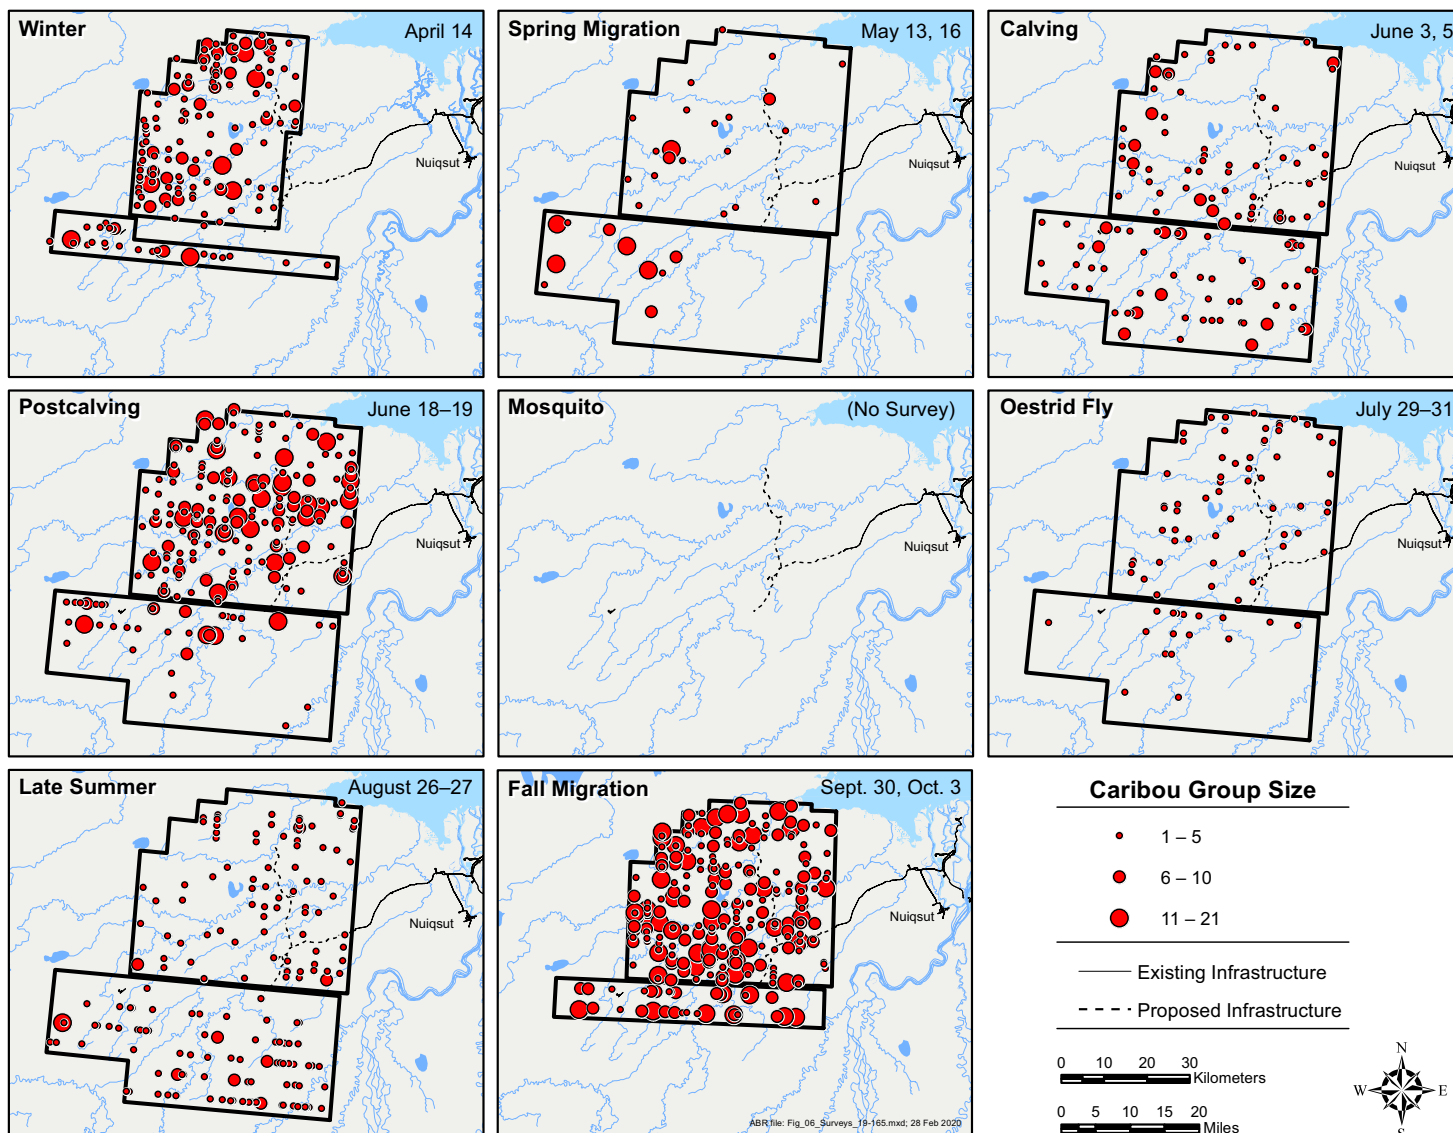 Winter April 14
Nuiqsut
Spring Migration May 13, 16
Nuiqsut
Calving June 3, 5
Nuiqsut
Postcalving June 18–19
Nuiqsut
Mosquito (No Survey)
Nuiqsut
Oestrid Fly July 29–31
Nuiqsut
Late Summer August 26–27
Nuiqsut
Fall Migration Sept. 30, Oct. 3
Nuiqsut
ABR file: Fig_06_Surveys_19-165.mxd; 28 Feb 2020
Caribou Group Size
1 – 5
6 – 10
11 – 21
Existing Infrastructure
Proposed Infrastructure
0 10 20 30
Kilometers
0 5 10 15 20
Miles
N
W E
S